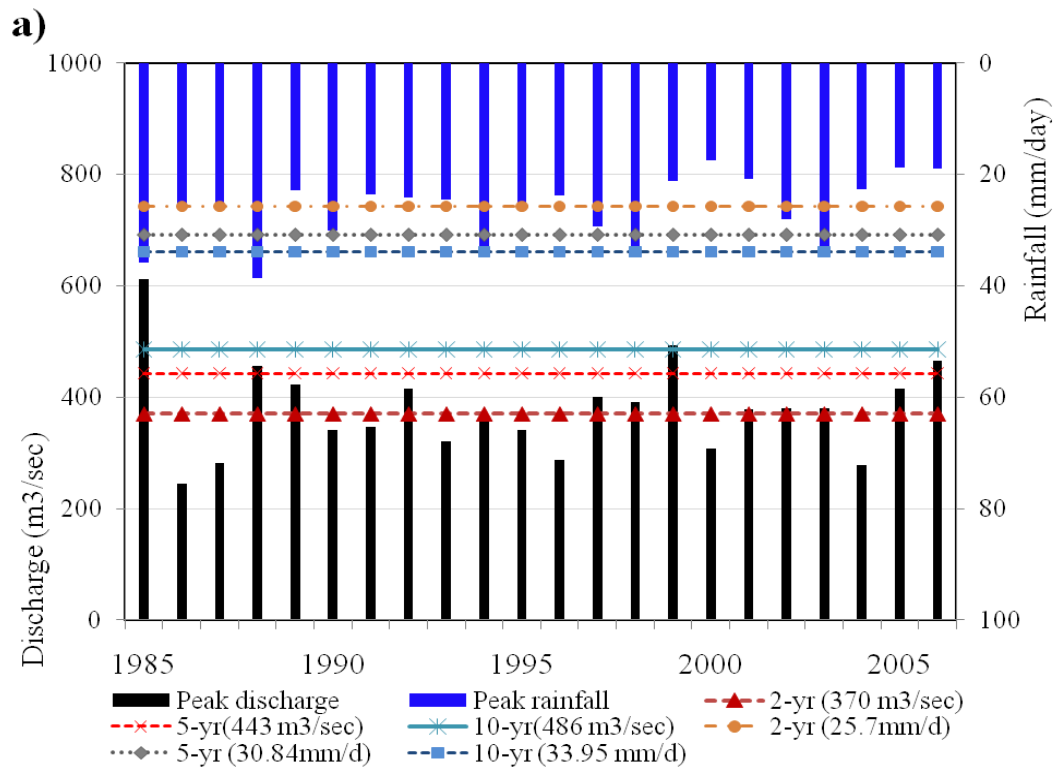 a)
1000 0
800 20
600 40
400 60
200 80
0 100
Discharge (m3/sec)
Rainfall (mm/day)
1985 1990 1995 2000 2005
Peak discharge Peak rainfall 2-yr (370 m3/sec)
5-yr(443 m3/sec) 10-yr(486 m3/sec) 2-yr (25.7mm/d)
5-yr (30.84mm/d) 10-yr (33.95 mm/d)